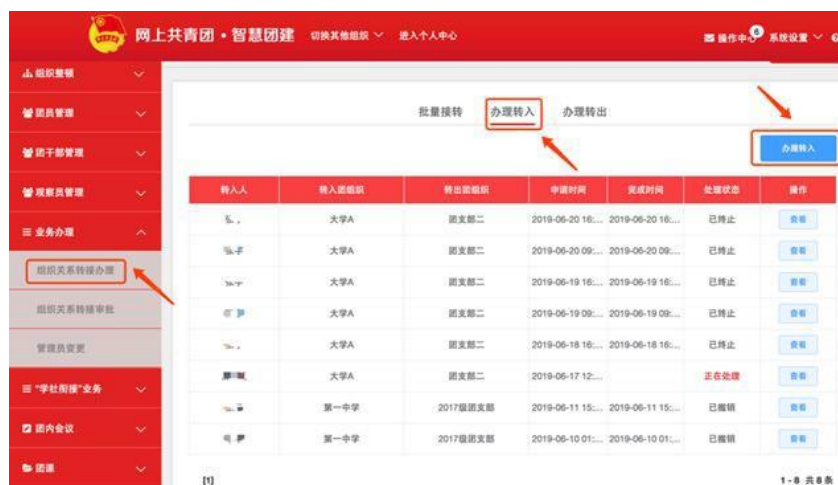 网上共青团·智慧团建 切换其他组织 进入个人中心 操作中心 6 系统设置
组织整顿
团员管理
团干部管理
观察员管理
业务办理
组织关系转接办理
组织关系转接审批
管理员变更
"学社衔接"业务
团内会议
团课
批量接转 办理转入 办理转出
办理转入
转入人 转入团组织 转出团组织 申请时间 完成时间 处理状态 操作
大学A 团支部二 2019-06-20 16:... 2019-06-20 16:... 已终止 查看
大学A 团支部二 2019-06-20 09:... 2019-06-20 09:... 已终止 查看
大学A 团支部二 2019-06-19 16:... 2019-06-19 16:... 已终止 查看
大学A 团支部二 2019-06-19 09:... 2019-06-19 09:... 已终止 查看
大学A 团支部二 2019-06-18 16:... 2019-06-18 16:... 已终止 查看
大学A 团支部二 2019-06-17 12:... 正在处理 查看
第一中学 2017级团支部 2019-06-11 15:... 2019-06-11 15:... 已撤销 查看
第一中学 2017级团支部 2019-06-10 01:... 2019-06-10 01:... 已撤销 查看
[1] 1-8 共8条